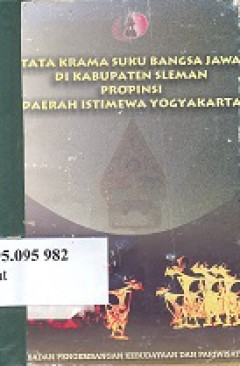 TATA KRAMA SUKU BANGSA JAWA
DI KABUPATEN SLEMAN
PROPINSI
DAERAH ISTIMEWA YOGYAKARTA
5.095 982
t
BADAN PENGEMBANGAN KEBUDAYAAN DAN PARIWISATA